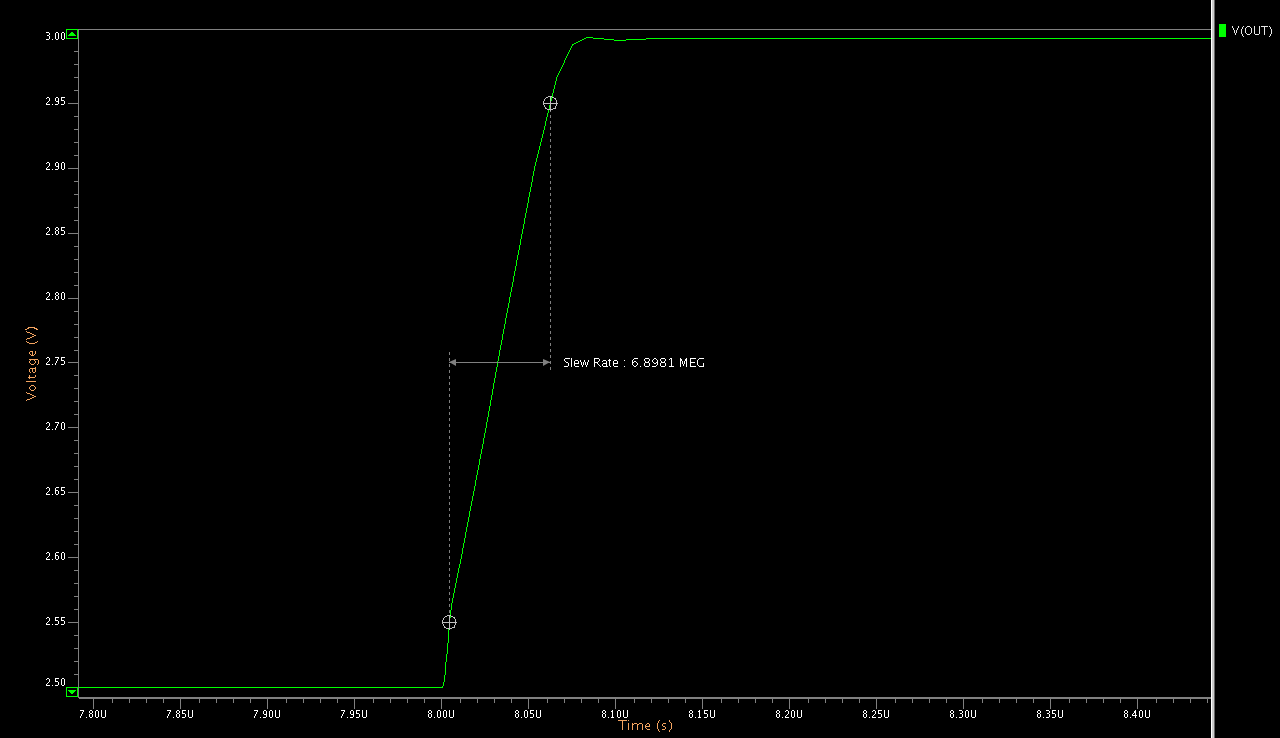 V(OUT)
3.00
2.95
2.90
2.85
2.80
2.75
2.70
2.65
2.60
2.55
2.50
Voltage (V)
Slew Rate : 6.8981 MEG
7.80U 7.85U 7.90U 7.95U 8.00U 8.05U 8.10U 8.15U 8.20U 8.25U 8.30U 8.35U 8.40U
Time (s)